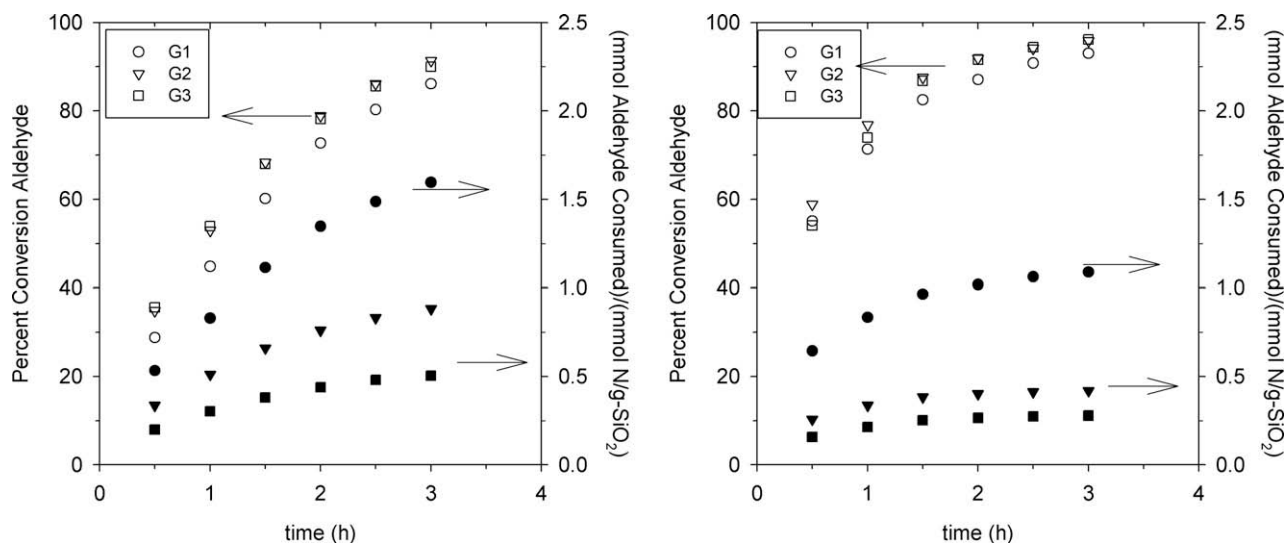 100
80
60
40
20
0
Percent Conversion Aldehyde
G1
G2
G3
2.5
2.0
1.5
1.0
0.5
0.0
(mmol Aldehyde Consumed)/(mmol N/g-SiO₂)
0 1 2 3 4
time (h)
100
80
60
40
20
0
Percent Conversion Aldehyde
G1
G2
G3
2.5
2.0
1.5
1.0
0.5
0.0
(mmol Aldehyde Consumed)/(mmol N/g-SiO₂)
0 1 2 3 4
time (h)